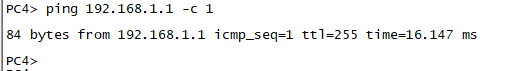 PC4> ping 192.168.1.1 -c 1
84 bytes from 192.168.1.1 icmp_seq=1 ttl=255 time=16.147 ms
PC4>